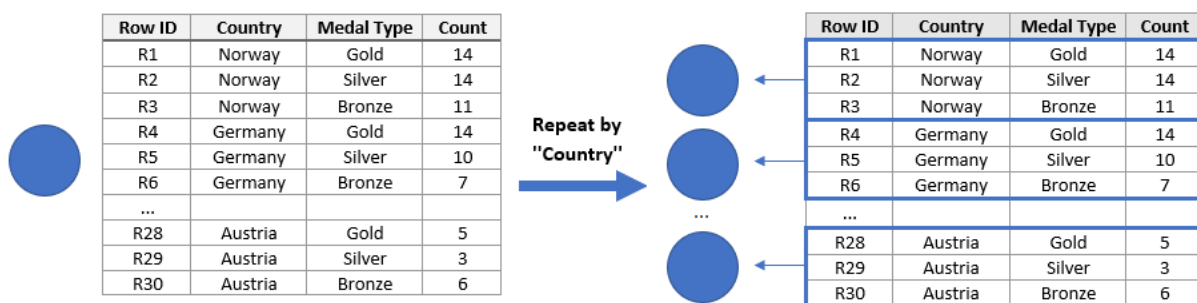 Row ID Country Medal Type Count
R1 Norway Gold 14
R2 Norway Silver 14
R3 Norway Bronze 11
R4 Germany Gold 14
R5 Germany Silver 10
R6 Germany Bronze 7
...
R28 Austria Gold 5
R29 Austria Silver 3
R30 Austria Bronze 6
Repeat by
"Country"
...
Row ID Country Medal Type Count
R1 Norway Gold 14
R2 Norway Silver 14
R3 Norway Bronze 11
R4 Germany Gold 14
R5 Germany Silver 10
R6 Germany Bronze 7
...
R28 Austria Gold 5
R29 Austria Silver 3
R30 Austria Bronze 6